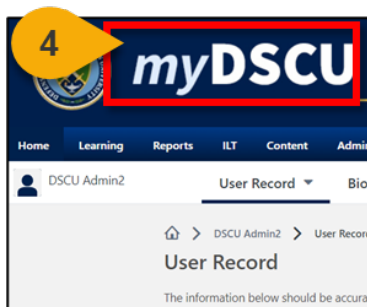 4
myDSCU
Home Learning Reports ILT Content
DSCU Admin2
User Record
DSCU Admin2 User
User Record
The information below should be